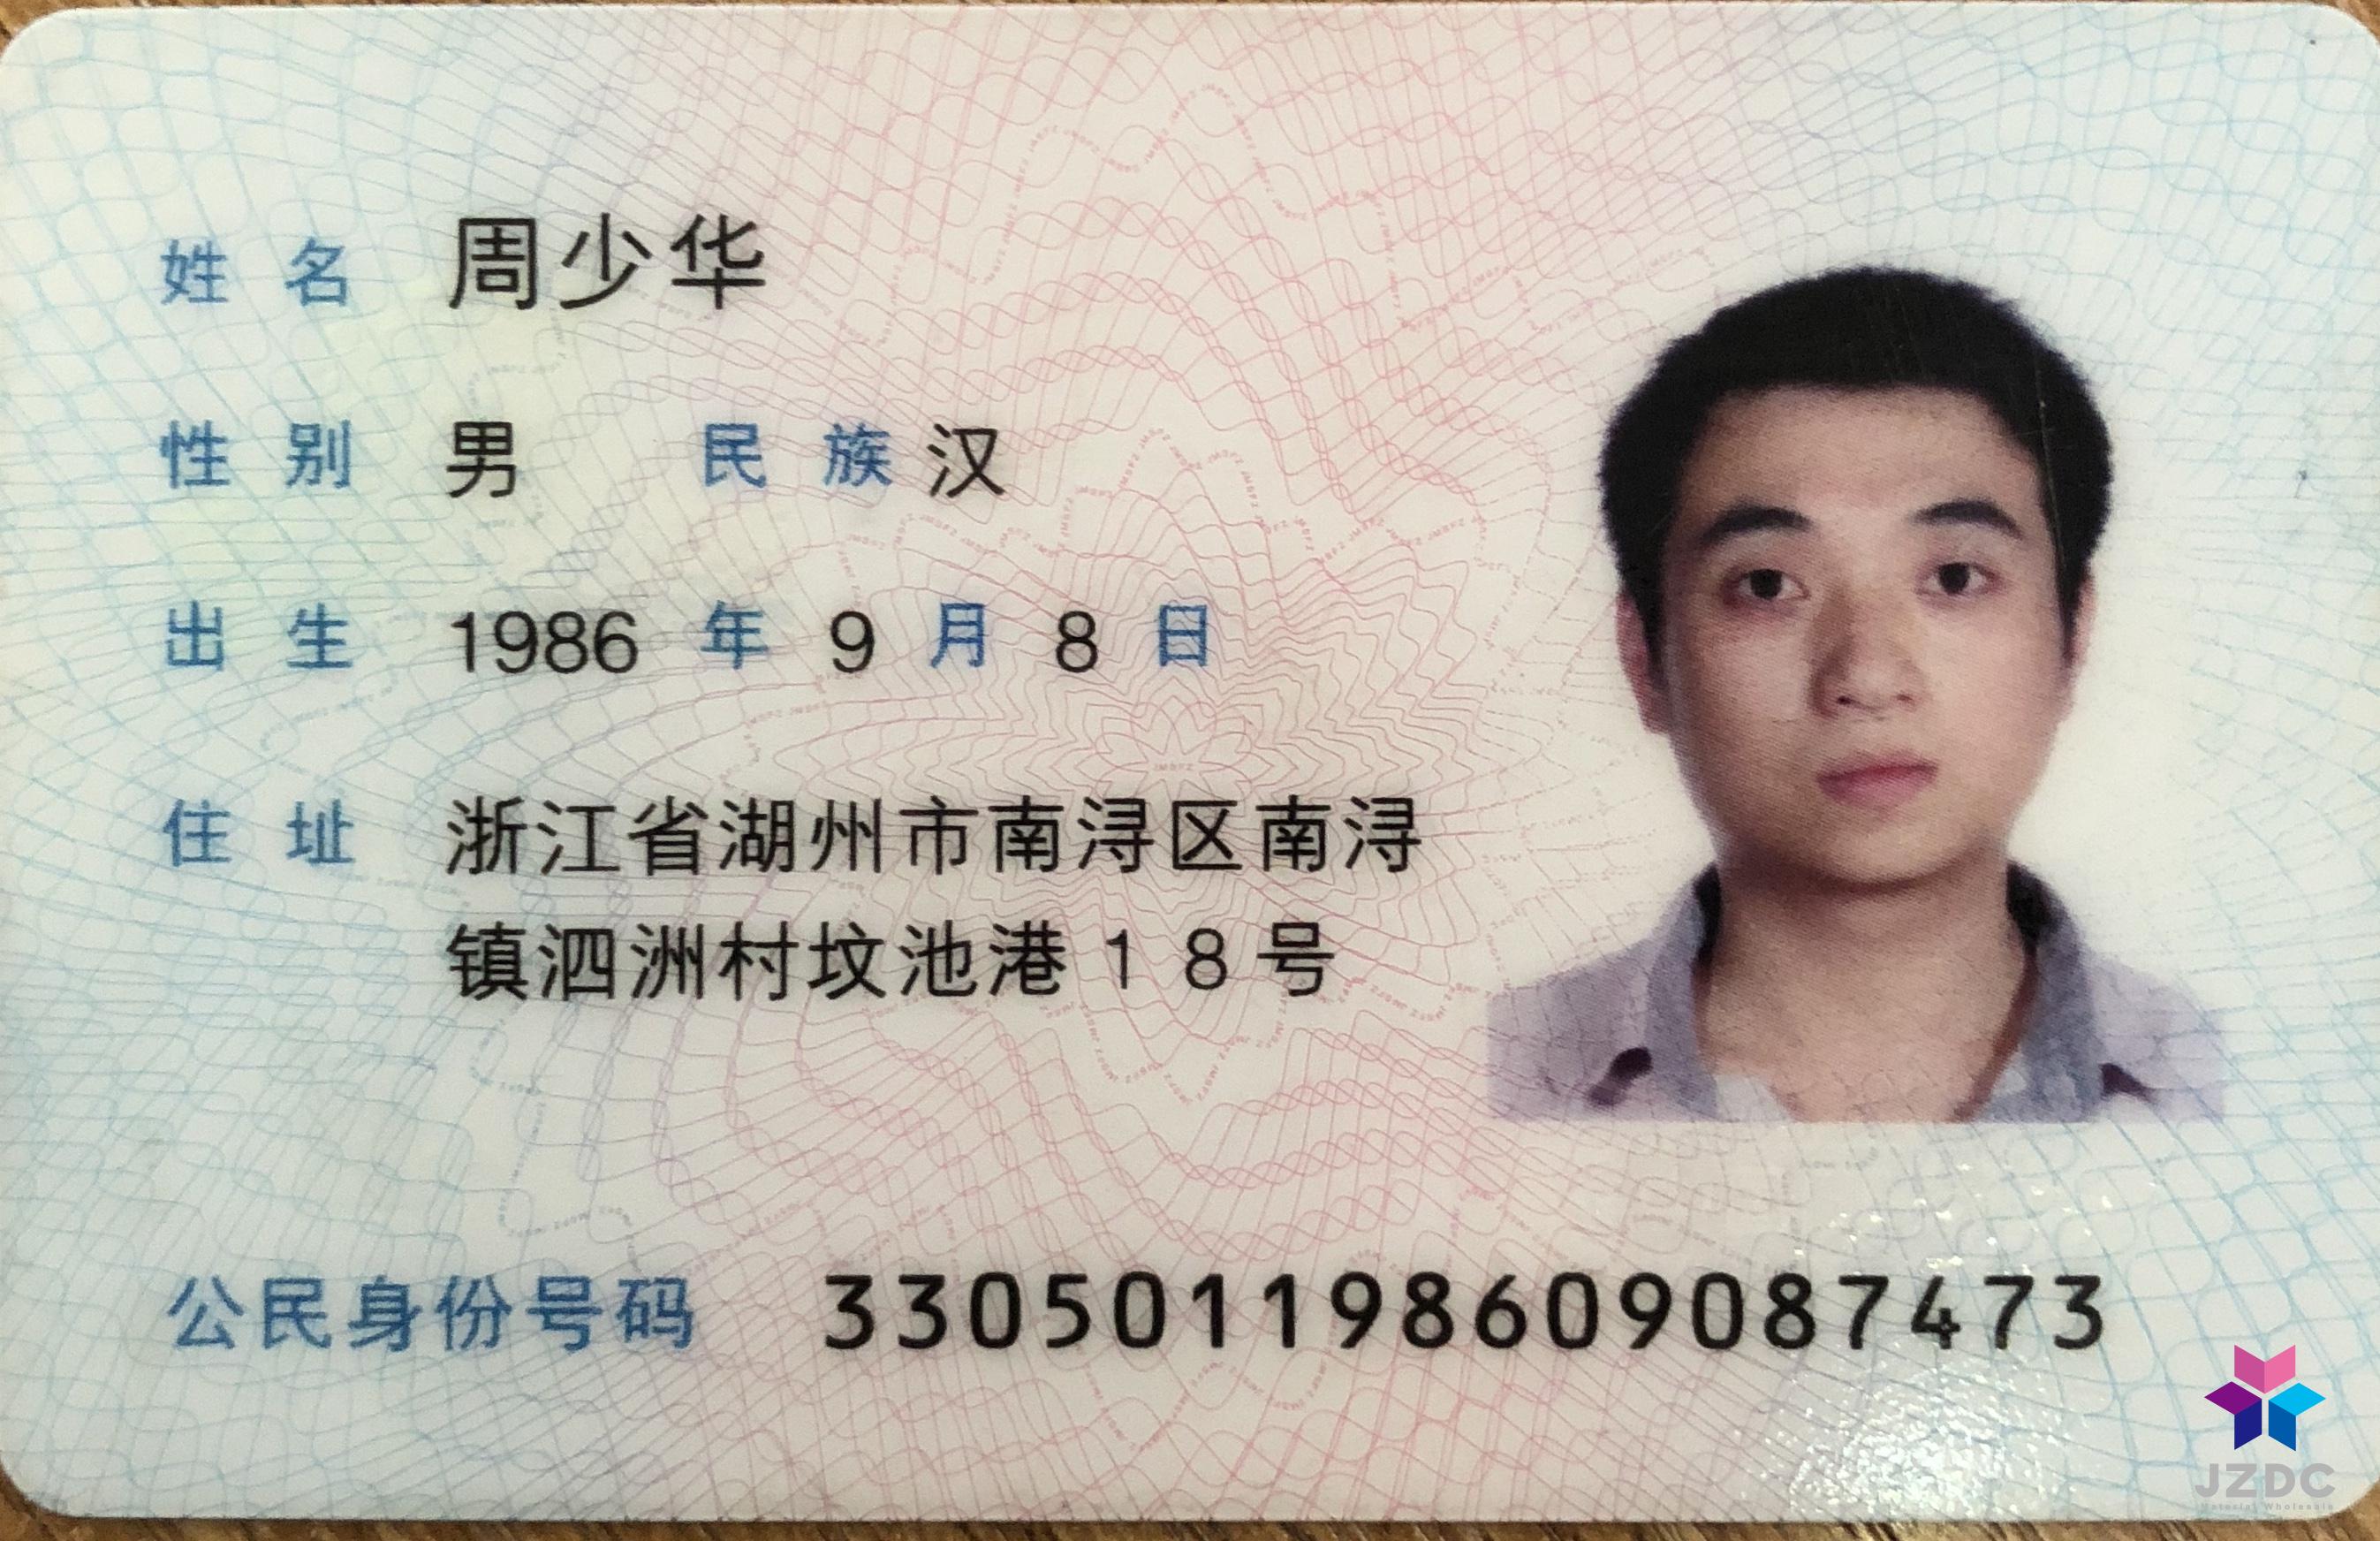 姓名 周少华
性别 男 民族 汉
出生 1986 年 9 月 8 日
住址 浙江省湖州市南浔区南浔
镇泗洲村坟池港18号
公民身份号码 330501198609087473
JZDC
Material Wholesale